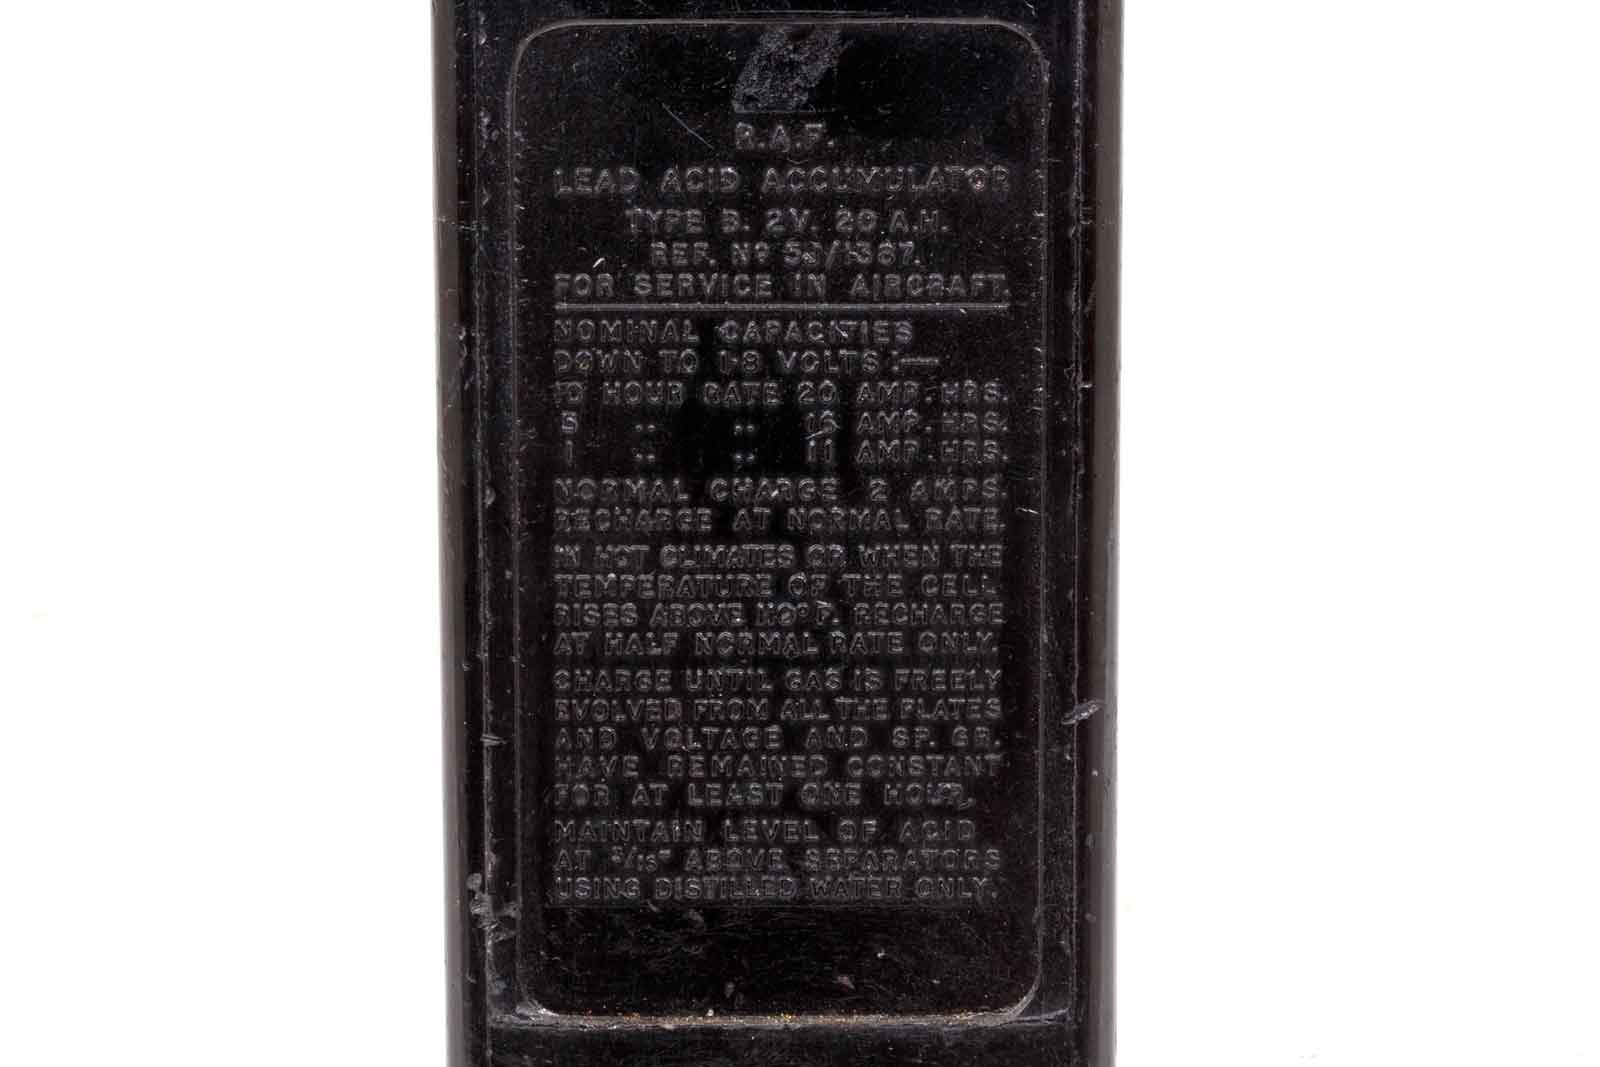 R.A.F.
LEAD ACID ACCUMULATOR
TYPE B. 2V. 20 A.H.
REF. Nº
FOR SERVICE IN AIRCRAFT.
NOMINAL CAPACITIES
DOWN TO 1·8 VOLTS:—
10 HOUR RATE 20 AMP. HRS.
5 ,, ,, 16 AMP. HRS.
1 ,, ,, 11 AMP. HRS.
NORMAL CHARGE 2 AMPS.
RECHARGE AT NORMAL RATE.
IN HOT CLIMATES OR WHEN THE
TEMPERATURE OF THE CELL
RISES ABOVE 110° F. RECHARGE
AT HALF NORMAL RATE ONLY.
CHARGE UNTIL GAS IS FREELY
EVOLVED FROM ALL THE PLATES
AND VOLTAGE AND SP. GR.
HAVE REMAINED CONSTANT
FOR AT LEAST ONE HOUR.
MAINTAIN LEVEL OF ACID
AT ABOVE SEPARATORS
USING DISTILLED WATER ONLY.